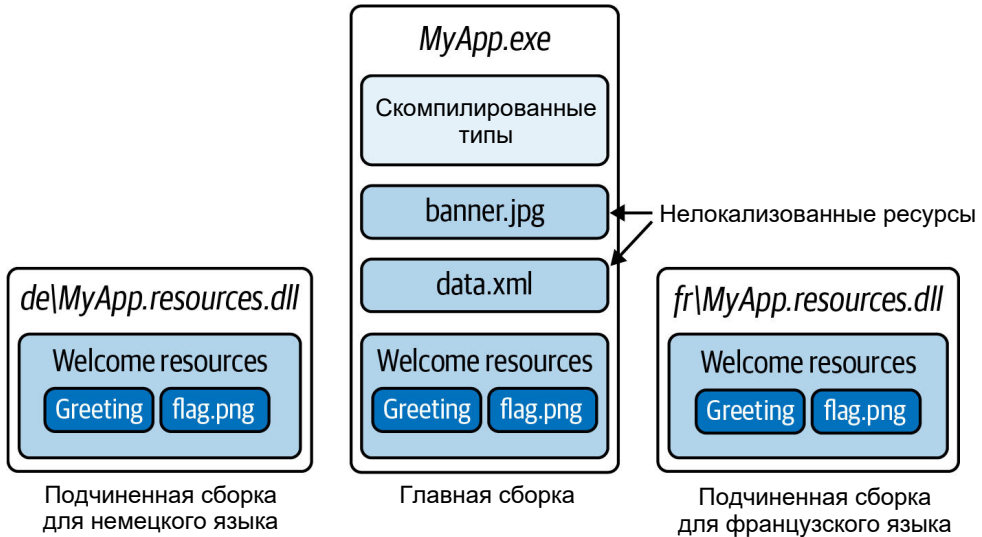 MyApp.exe
Скомпилированные
типы
banner.jpg
Нелокализованные ресурсы
data.xml
de\MyApp.resources.dll
Welcome resources
Greeting
flag.png
Welcome resources
Greeting
flag.png
fr\MyApp.resources.dll
Welcome resources
Greeting
flag.png
Подчиненная сборка
для немецкого языка
Главная сборка
Подчиненная сборка
для французского языка